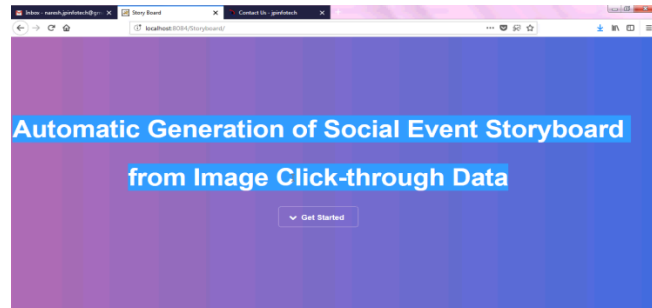 Inbox - naresh.jpinfotech@gm X Story Board X Contact Us - jpinfotech X
localhost:8084/Storyboard/
Automatic Generation of Social Event Storyboard
from Image Click-through Data
Get Started